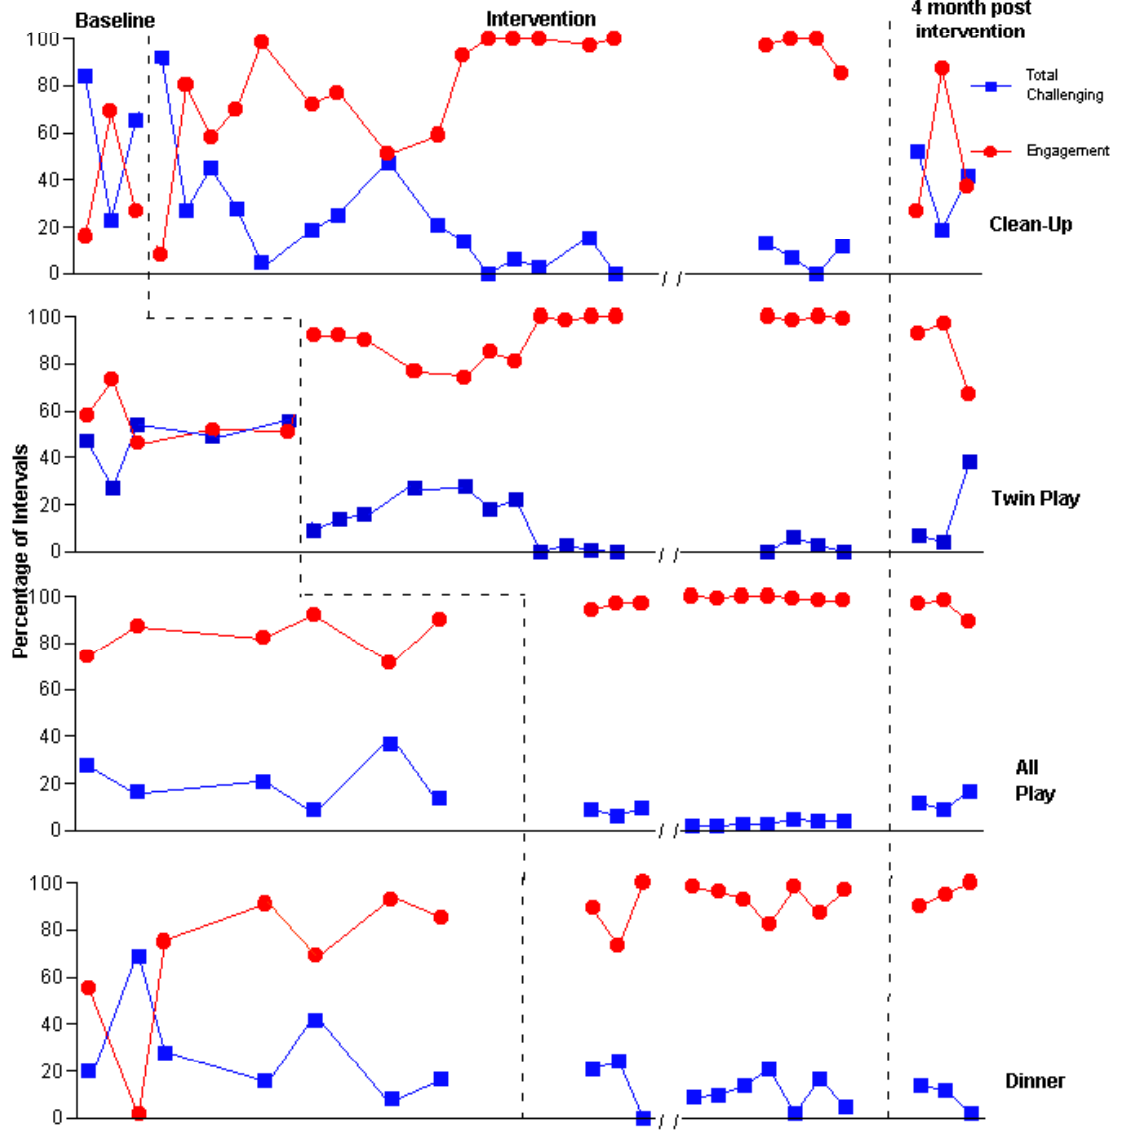 Baseline
Intervention
4 month post
intervention
Total
Challenging
Engagement
Percentage of Intervals
100
80
60
40
20
0
Clean-Up
100
80
60
40
20
0
Twin Play
100
80
60
40
20
0
All
Play
100
80
60
40
20
0
Dinner